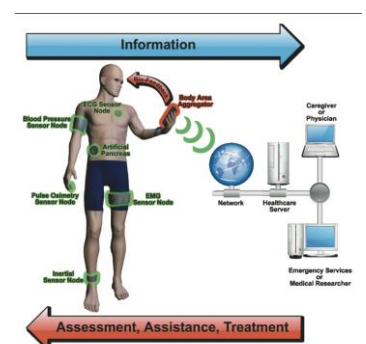 Information
ECG Sensor
Node
Body Area
Aggregator
Blood Pressure
Sensor Node
Caregiver
or
Physician
Artificial
Pancreas
Pulse Oximetry
Sensor Node
EMG
Sensor Node
Network
Healthcare
Server
Inertial
Sensor Node
Emergency Services
or
Medical Researcher
Assessment, Assistance, Treatment